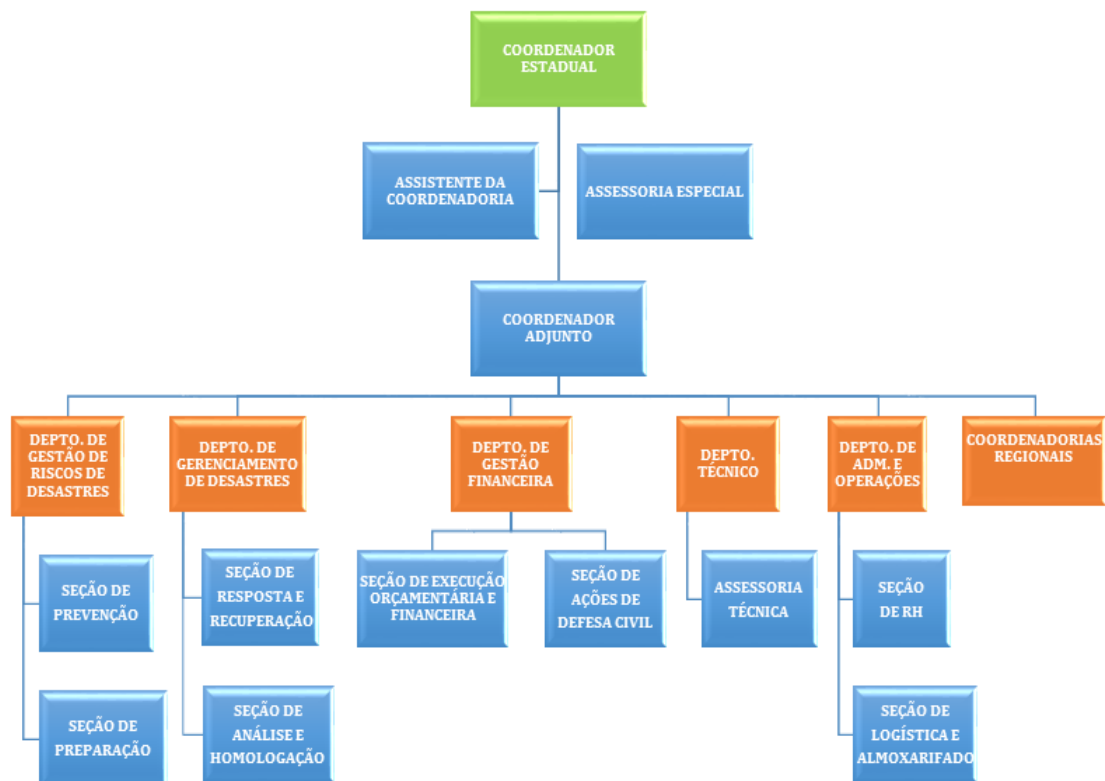 COORDENADOR
ESTADUAL
ASSISTENTE DA
COORDENADORIA
ASSESSORIA ESPECIAL
COORDENADOR
ADJUNTO
DEPTO. DE
GESTÃO DE
RISCOS DE
DESASTRES
DEPTO. DE
GERENCIAMENTO
DE DESASTRES
DEPTO. DE
GESTÃO
FINANCEIRA
DEPTO.
TÉCNICO
DEPTO. DE
ADM. E
OPERAÇÕES
COORDENADORIAS
REGIONAIS
SEÇÃO DE
PREVENÇÃO
SEÇÃO DE
RESPOSTA E
RECUPERAÇÃO
SEÇÃO DE EXECUÇÃO
ORÇAMENTÁRIA E
FINANCEIRA
SEÇÃO DE
AÇÕES DE
DEFESA CIVIL
ASSESSORIA
TÉCNICA
SEÇÃO
DE RH
SEÇÃO DE
PREPARAÇÃO
SEÇÃO DE
ANÁLISE E
HOMOLOGAÇÃO
SEÇÃO DE
LOGÍSTICA E
ALMOXARIFADO